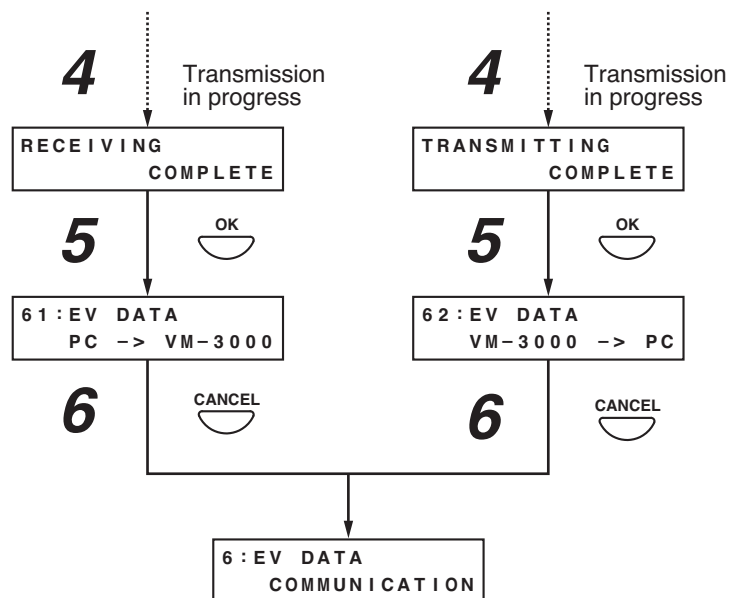 4
Transmission
in progress
RECEIVING
COMPLETE
5
OK
61:EV DATA
PC –> VM–3000
6
CANCEL
4
Transmission
in progress
TRANSMITTING
COMPLETE
5
OK
62:EV DATA
VM–3000 –> PC
6
CANCEL
6:EV DATA
COMMUNICATION